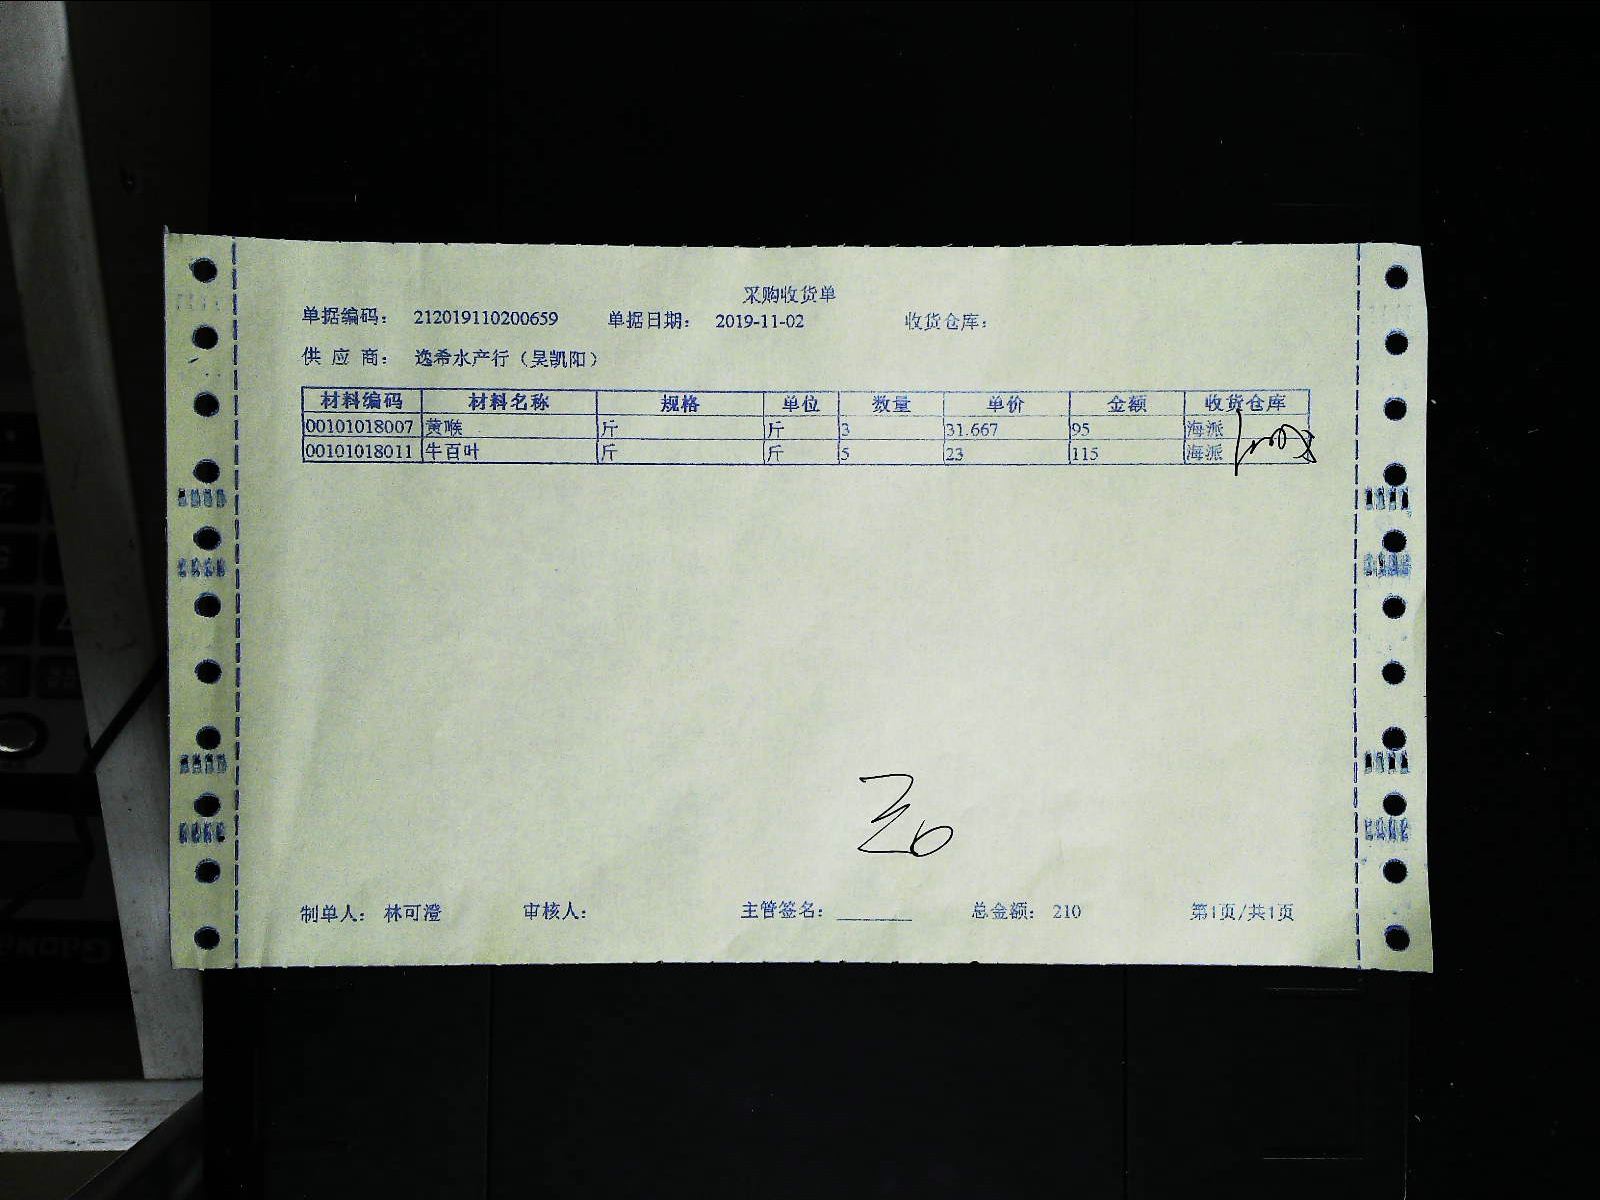 采购收货单
单据编码： 212019110200659 单据日期： 2019-11-02 收货仓库：
供 应 商： 逸希水产行（吴凯阳）
材料编码 材料名称 规格 单位 数量 单价 金额 收货仓库
00101018007 黄喉 斤 斤 3 31.667 95 海派
00101018011 牛百叶 斤 斤 5 23 115 海派
制单人： 林可澄 审核人： 主管签名：________ 总金额： 210 第1页/共1页